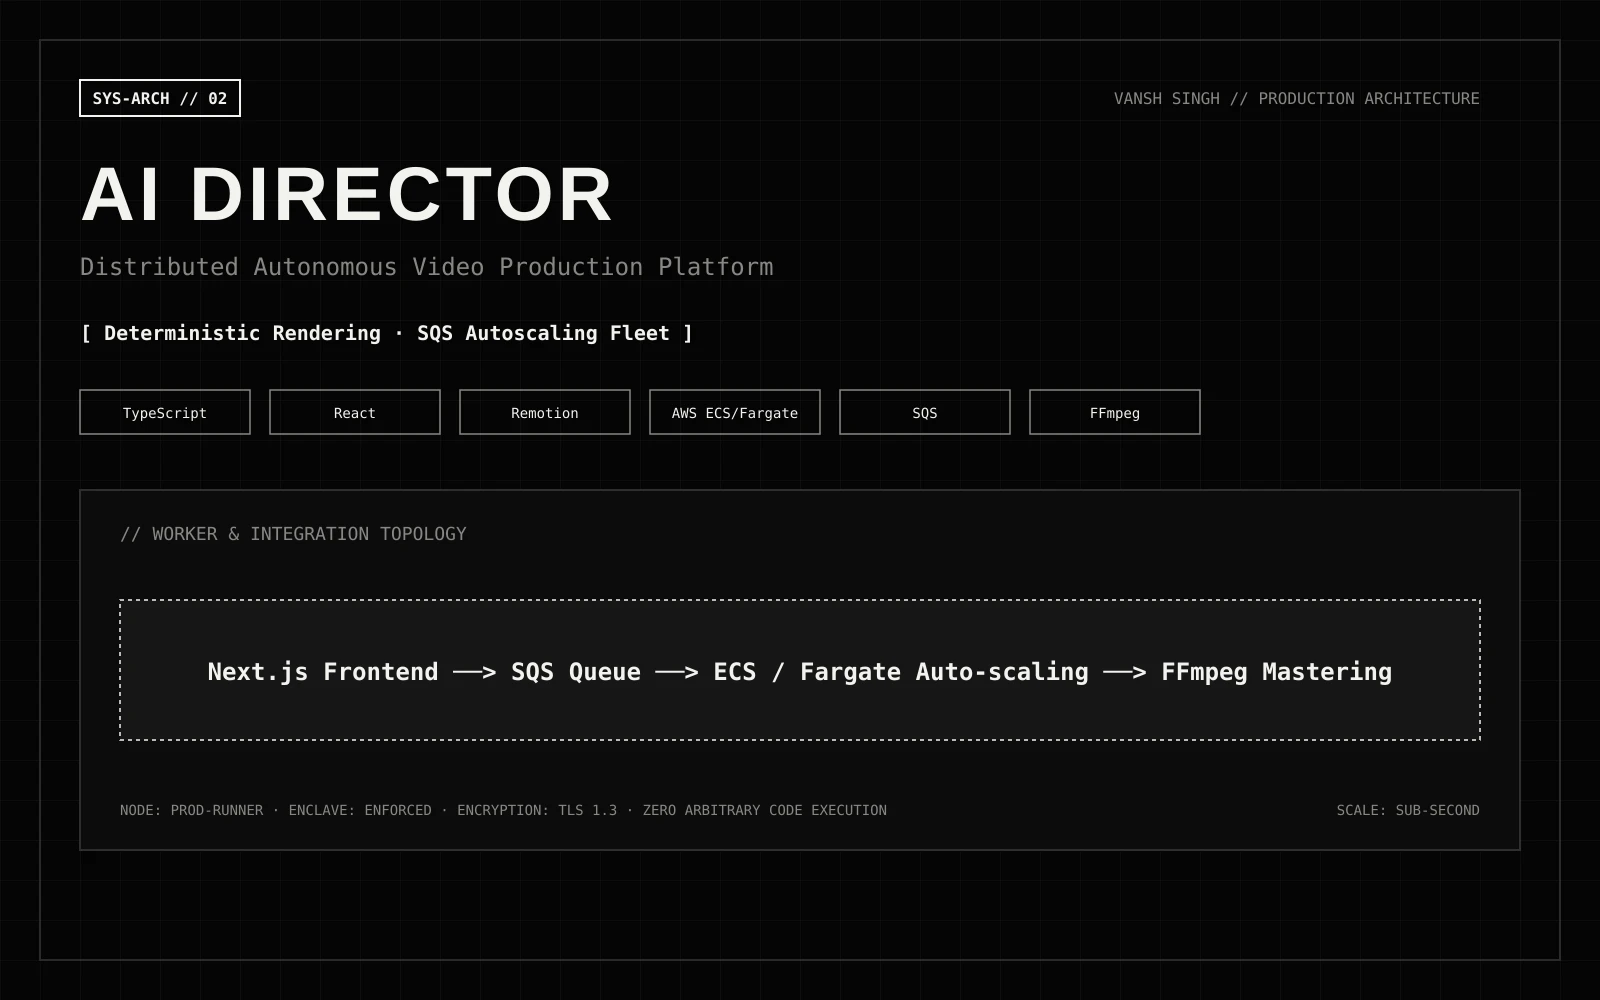 SYS-ARCH // 02
VANSH SINGH // PRODUCTION ARCHITECTURE
AI DIRECTOR
Distributed Autonomous Video Production Platform
[ Deterministic Rendering · SQS Autoscaling Fleet ]
TypeScript
React
Remotion
AWS ECS/Fargate
SQS
FFmpeg
// WORKER & INTEGRATION TOPOLOGY
Next.js Frontend ──> SQS Queue ──> ECS / Fargate Auto-scaling ──> FFmpeg Mastering
NODE: PROD-RUNNER · ENCLAVE: ENFORCED · ENCRYPTION: TLS 1.3 · ZERO ARBITRARY CODE EXECUTION
SCALE: SUB-SECOND